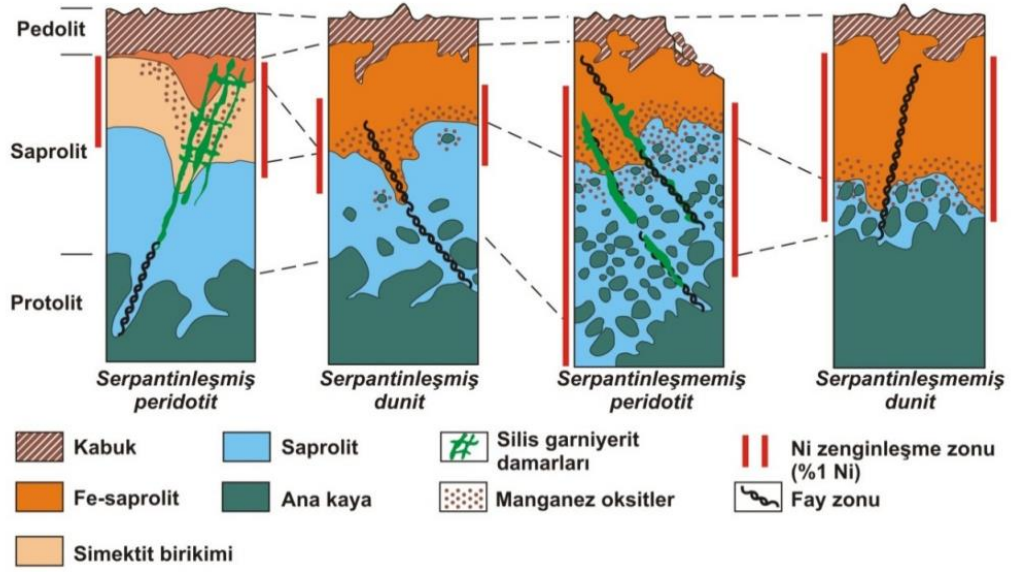 Pedolit
Saprolit
Protolit
Serpantinleşmiş
peridotit
Serpantinleşmiş
dunit
Serpantinleşmemiş
peridotit
Serpantinleşmemiş
dunit
Kabuk
Saprolit
Silis garniyerit
damarları
Ni zenginleşme zonu
(%1 Ni)
Fe-saprolit
Ana kaya
Manganez oksitler
Fay zonu
Simektit birikimi